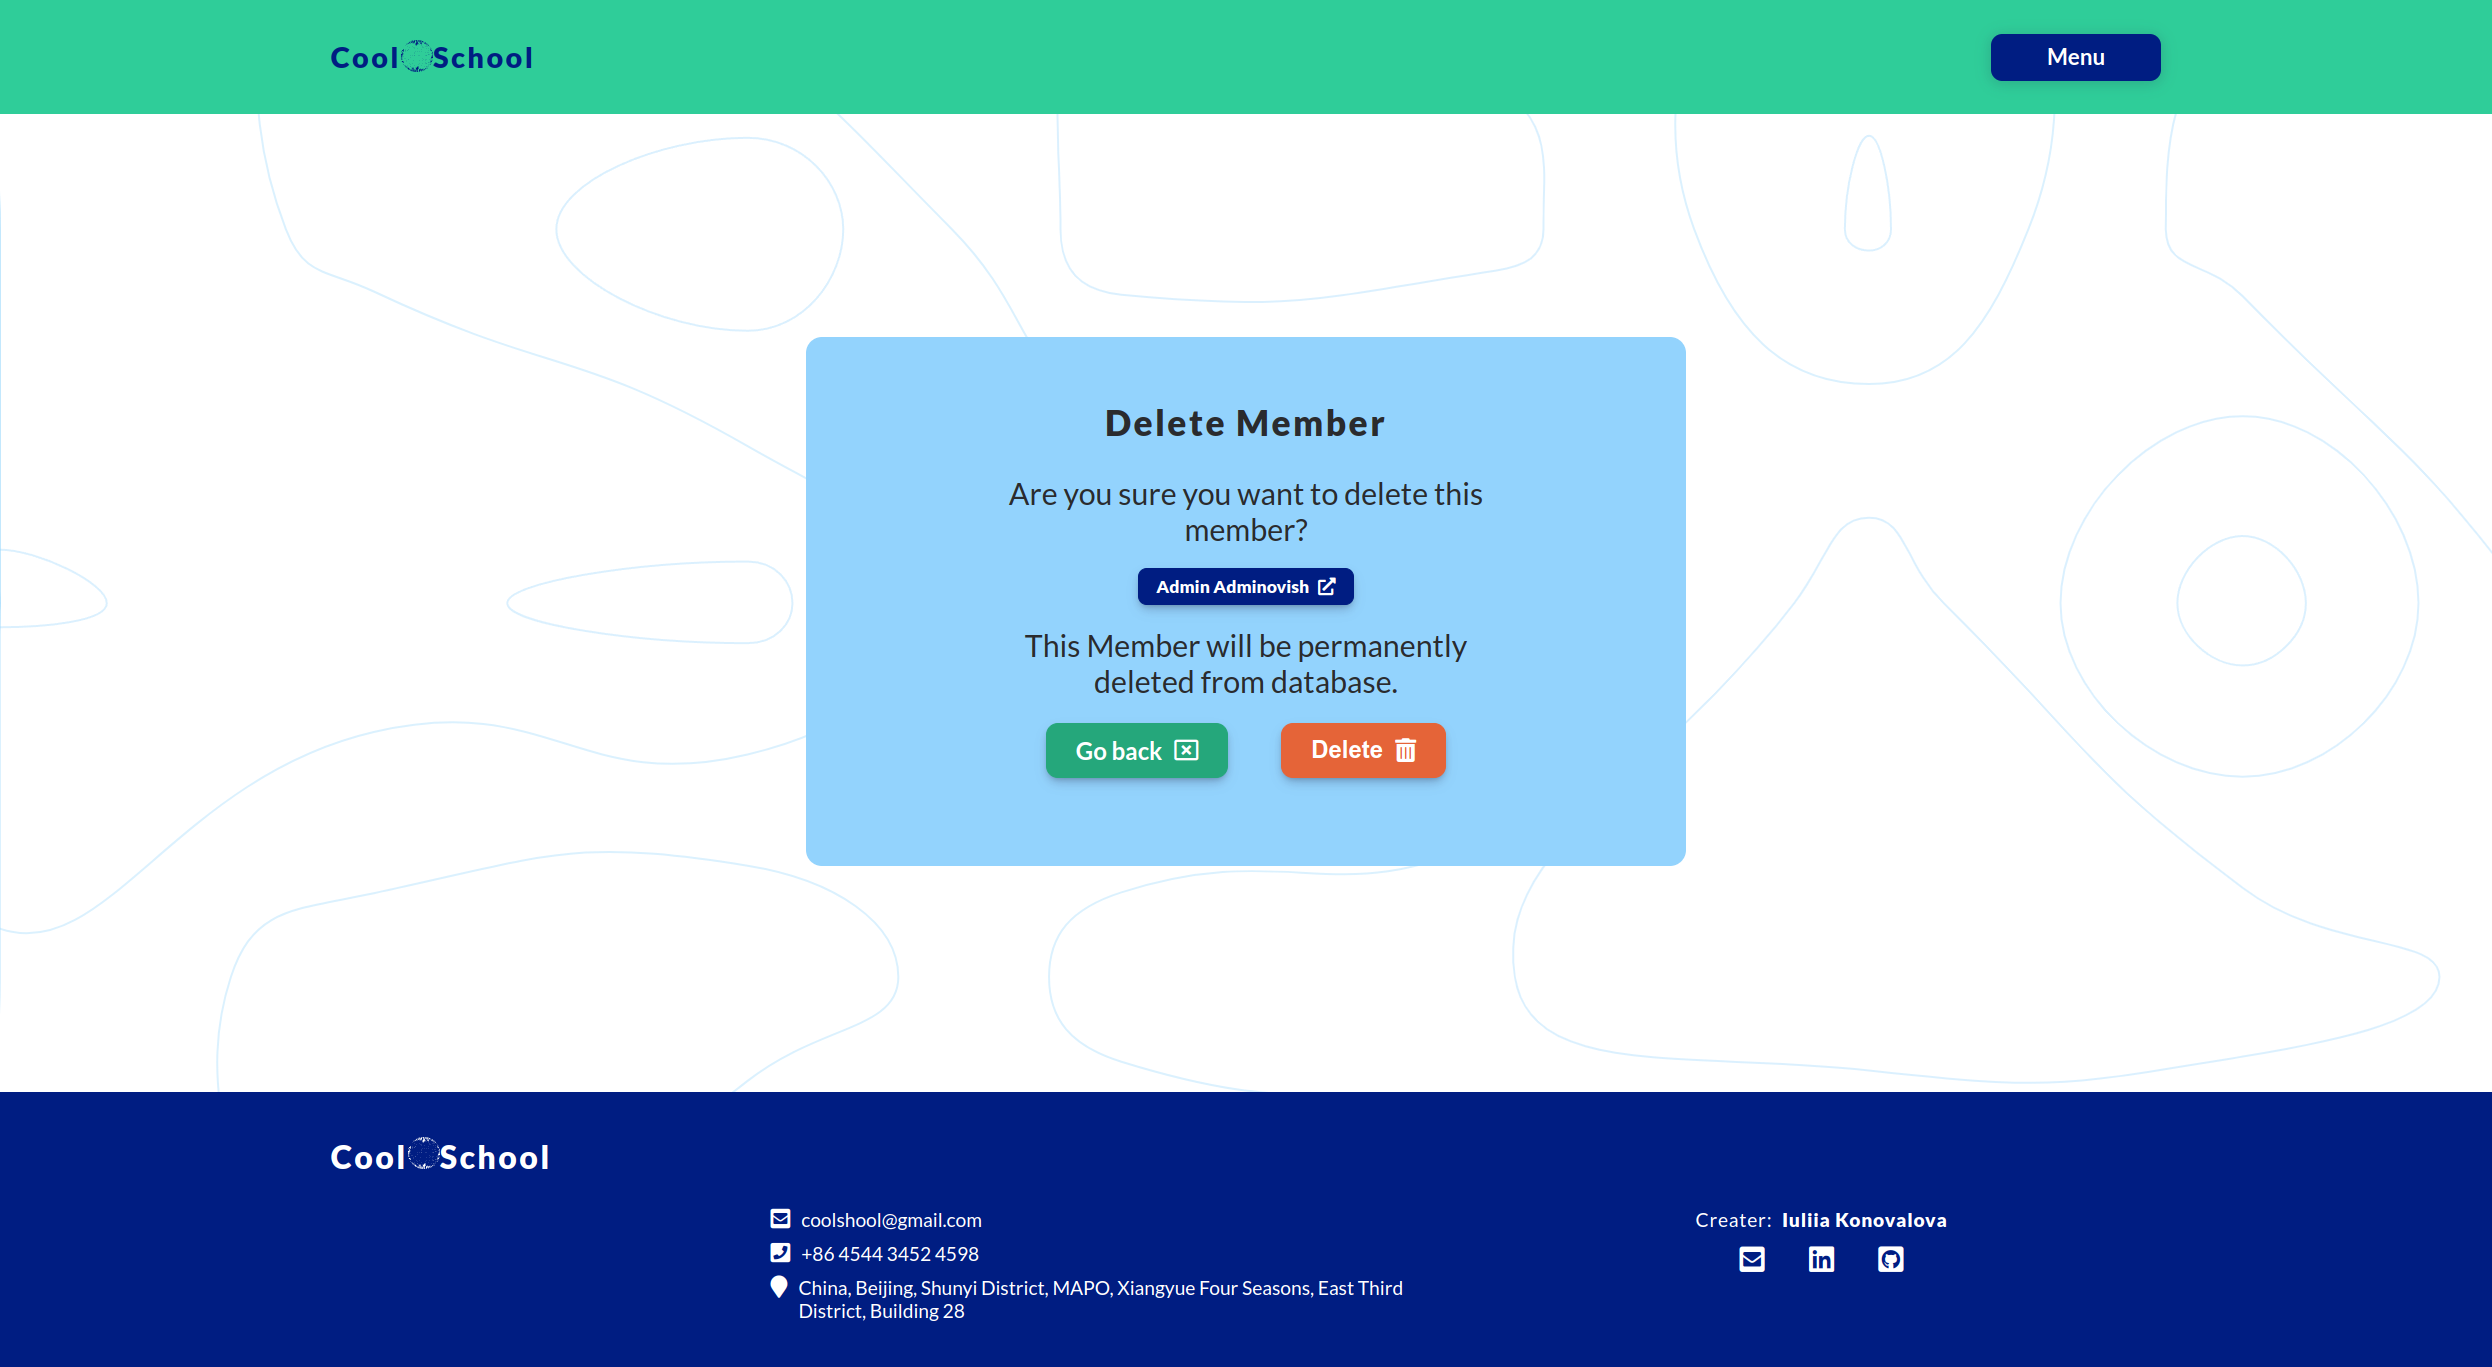 Cool School
Menu
Delete Member
Are you sure you want to delete this
member?
Admin Adminovish
This Member will be permanently
deleted from database.
Go back
Delete
Cool School
coolshool@gmail.com
+86 4544 3452 4598
China, Beijing, Shunyi District, MAPO, Xiangyue Four Seasons, East Third
District, Building 28
Creater: Iuliia Konovalova